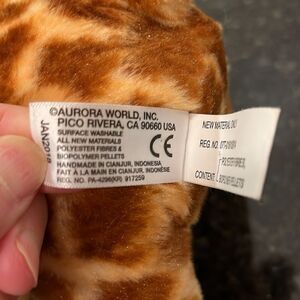 ©AURORA WORLD, INC.
PICO RIVERA, CA 90660 USA
SURFACE WASHABLE
ALL NEW MATERIALS
POLYESTER FIBRES &
BIOPOLYMER PELLETS
HANDMADE IN CIANJUR, INDONESIA
FAIT À LA MAIN EN CIANJUR, INDONÉSIE
REG. NO. PA-4296(KR) 917259
CE
JAN2018
NEW MATERIAL ONLY
REG. NO.
POLYESTER FIBRES,
CONTENT: